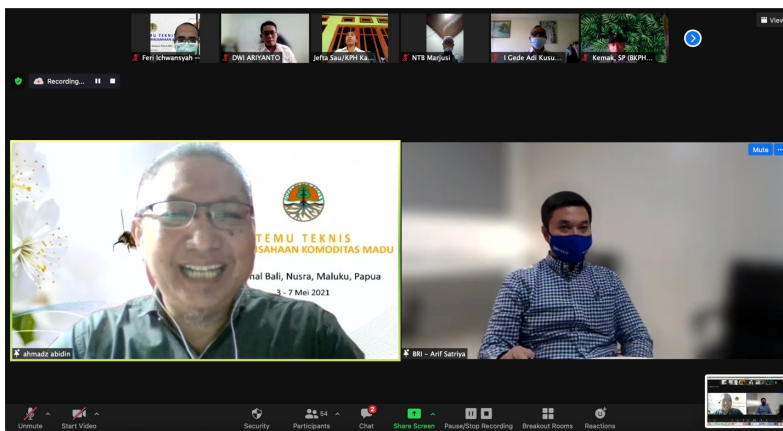 View
Feri Ichwansyah
DWI ARIYANTO
Jefta Sau/KPH Ka...
NTB Marjusi
I Gede Adi Kusu...
Kemak, SP (BKPH...
Recording...
Mute
TEMU TEKNIS
USAHAAN KOMODITAS MADU
nal Bali, Nusra, Maluku, Papua
3 - 7 Mei 2021
ahmadz abidin
BRI - Arif Satriya
Unmute
Start Video
Security
54
Participants
2
Chat
Share Screen
Pause/Stop Recording
Breakout Rooms
Reactions